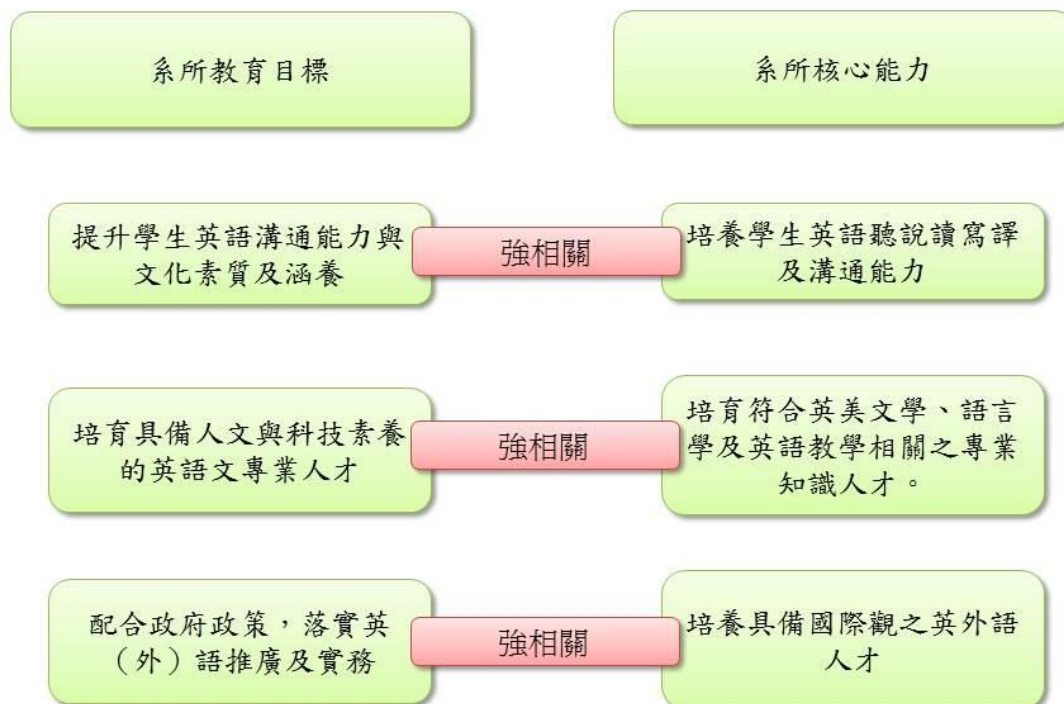 系所教育目標
系所核心能力
提升學生英語溝通能力與
文化素質及涵養
強相關
培養學生英語聽說讀寫譯
及溝通能力
培育具備人文與科技素養
的英語文專業人才
強相關
培育符合英美文學、語言
學及英語教學相關之專業
知識人才。
配合政府政策，落實英
（外）語推廣及實務
強相關
培養具備國際觀之英外語
人才